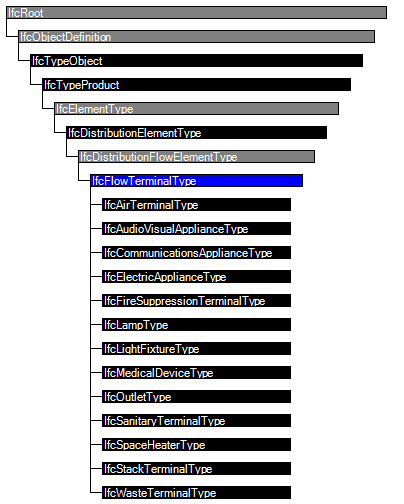 IfcRoot
IfcObjectDefinition
IfcTypeObject
IfcTypeProduct
IfcElementType
IfcDistributionElementType
IfcDistributionFlowElementType
IfcFlowTerminalType
IfcAirTerminalType
IfcAudioVisualApplianceType
IfcCommunicationsApplianceType
IfcElectricApplianceType
IfcFireSuppressionTerminalType
IfcLampType
IfcLightFixtureType
IfcMedicalDeviceType
IfcOutletType
IfcSanitaryTerminalType
IfcSpaceHeaterType
IfcStackTerminalType
IfcWasteTerminalType